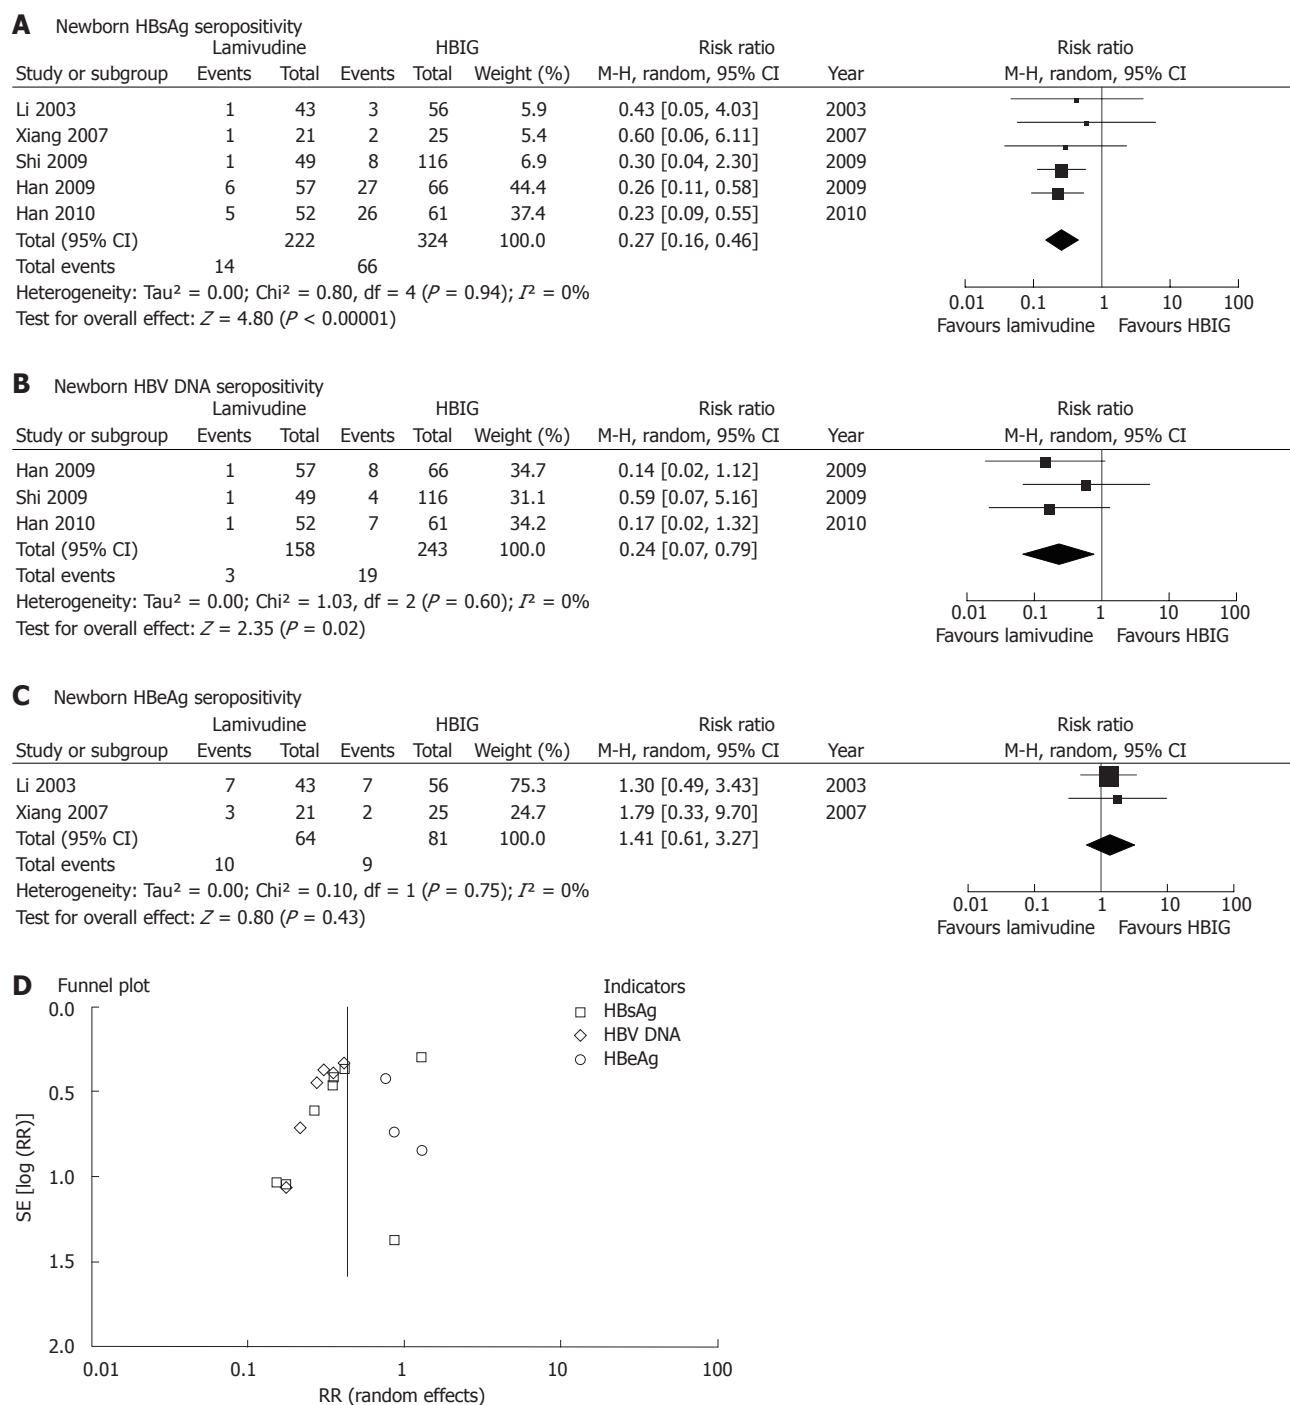 A Newborn HBsAg seropositivity
Lamivudine HBIG Risk ratio Risk ratio
Study or subgroup Events Total Events Total Weight (%) M-H, random, 95% CI Year M-H, random, 95% CI
Li 2003 1 43 3 56 5.9 0.43 [0.05, 4.03] 2003
Xiang 2007 1 21 2 25 5.4 0.60 [0.06, 6.11] 2007
Shi 2009 1 49 8 116 6.9 0.30 [0.04, 2.30] 2009
Han 2009 6 57 27 66 44.4 0.26 [0.11, 0.58] 2009
Han 2010 5 52 26 61 37.4 0.23 [0.09, 0.55] 2010
Total (95% CI) 222 324 100.0 0.27 [0.16, 0.46]
Total events 14 66
Heterogeneity: Tau² = 0.00; Chi² = 0.80, df = 4 (P = 0.94); I² = 0%
Test for overall effect: Z = 4.80 (P < 0.00001)
0.01 0.1 1 10 100
Favours lamivudine Favours HBIG
B Newborn HBV DNA seropositivity
Lamivudine HBIG Risk ratio Risk ratio
Study or subgroup Events Total Events Total Weight (%) M-H, random, 95% CI Year M-H, random, 95% CI
Han 2009 1 57 8 66 34.7 0.14 [0.02, 1.12] 2009
Shi 2009 1 49 4 116 31.1 0.59 [0.07, 5.16] 2009
Han 2010 1 52 7 61 34.2 0.17 [0.02, 1.32] 2010
Total (95% CI) 158 243 100.0 0.24 [0.07, 0.79]
Total events 3 19
Heterogeneity: Tau² = 0.00; Chi² = 1.03, df = 2 (P = 0.60); I² = 0%
Test for overall effect: Z = 2.35 (P = 0.02)
0.01 0.1 1 10 100
Favours lamivudine Favours HBIG
C Newborn HBeAg seropositivity
Lamivudine HBIG Risk ratio Risk ratio
Study or subgroup Events Total Events Total Weight (%) M-H, random, 95% CI Year M-H, random, 95% CI
Li 2003 7 43 7 56 75.3 1.30 [0.49, 3.43] 2003
Xiang 2007 3 21 2 25 24.7 1.79 [0.33, 9.70] 2007
Total (95% CI) 64 81 100.0 1.41 [0.61, 3.27]
Total events 10 9
Heterogeneity: Tau² = 0.00; Chi² = 0.10, df = 1 (P = 0.75); I² = 0%
Test for overall effect: Z = 0.80 (P = 0.43)
0.01 0.1 1 10 100
Favours lamivudine Favours HBIG
D Funnel plot
Indicators
HBsAg
HBV DNA
HBeAg
0.0
0.5
1.0
1.5
2.0
SE [log (RR)]
0.01 0.1 1 10 100
RR (random effects)